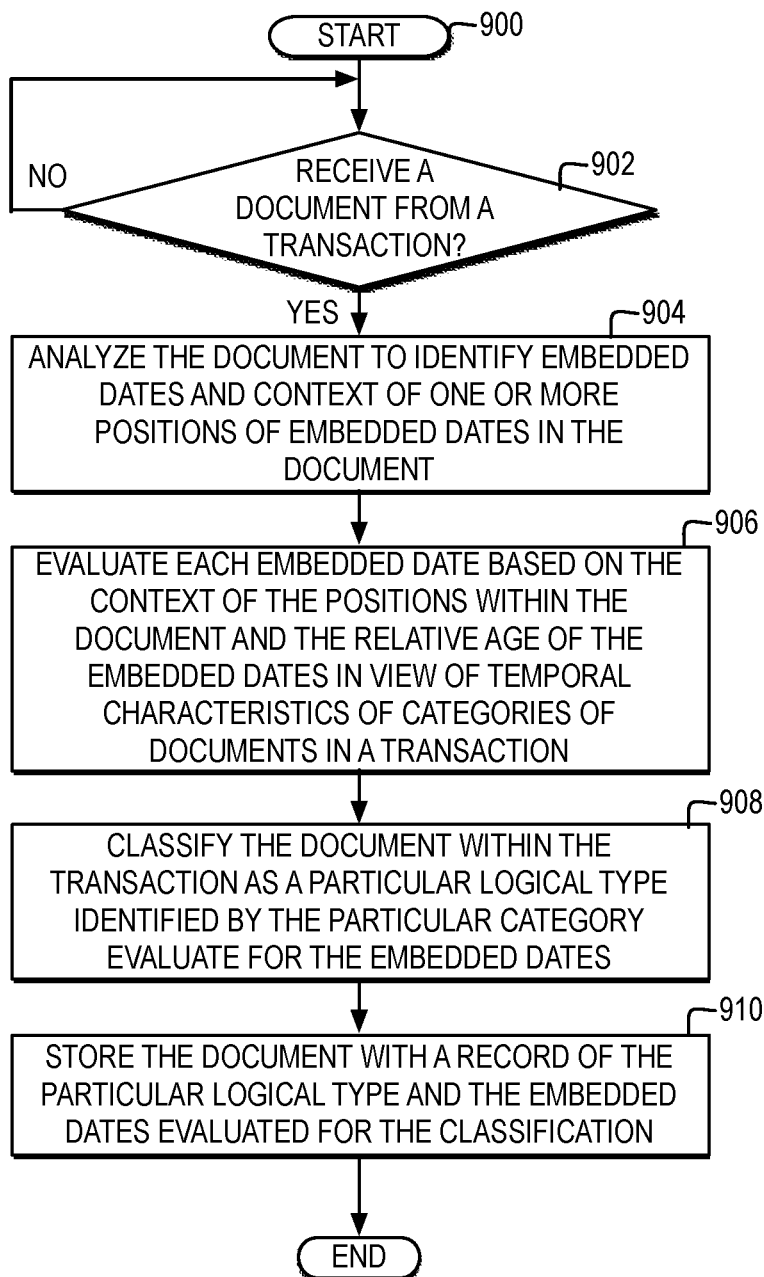 START
900
RECEIVE A
DOCUMENT FROM A
TRANSACTION?
902
NO
YES
904
ANALYZE THE DOCUMENT TO IDENTIFY EMBEDDED
DATES AND CONTEXT OF ONE OR MORE
POSITIONS OF EMBEDDED DATES IN THE
DOCUMENT
906
EVALUATE EACH EMBEDDED DATE BASED ON THE
CONTEXT OF THE POSITIONS WITHIN THE
DOCUMENT AND THE RELATIVE AGE OF THE
EMBEDDED DATES IN VIEW OF TEMPORAL
CHARACTERISTICS OF CATEGORIES OF
DOCUMENTS IN A TRANSACTION
908
CLASSIFY THE DOCUMENT WITHIN THE
TRANSACTION AS A PARTICULAR LOGICAL TYPE
IDENTIFIED BY THE PARTICULAR CATEGORY
EVALUATE FOR THE EMBEDDED DATES
910
STORE THE DOCUMENT WITH A RECORD OF THE
PARTICULAR LOGICAL TYPE AND THE EMBEDDED
DATES EVALUATED FOR THE CLASSIFICATION
END